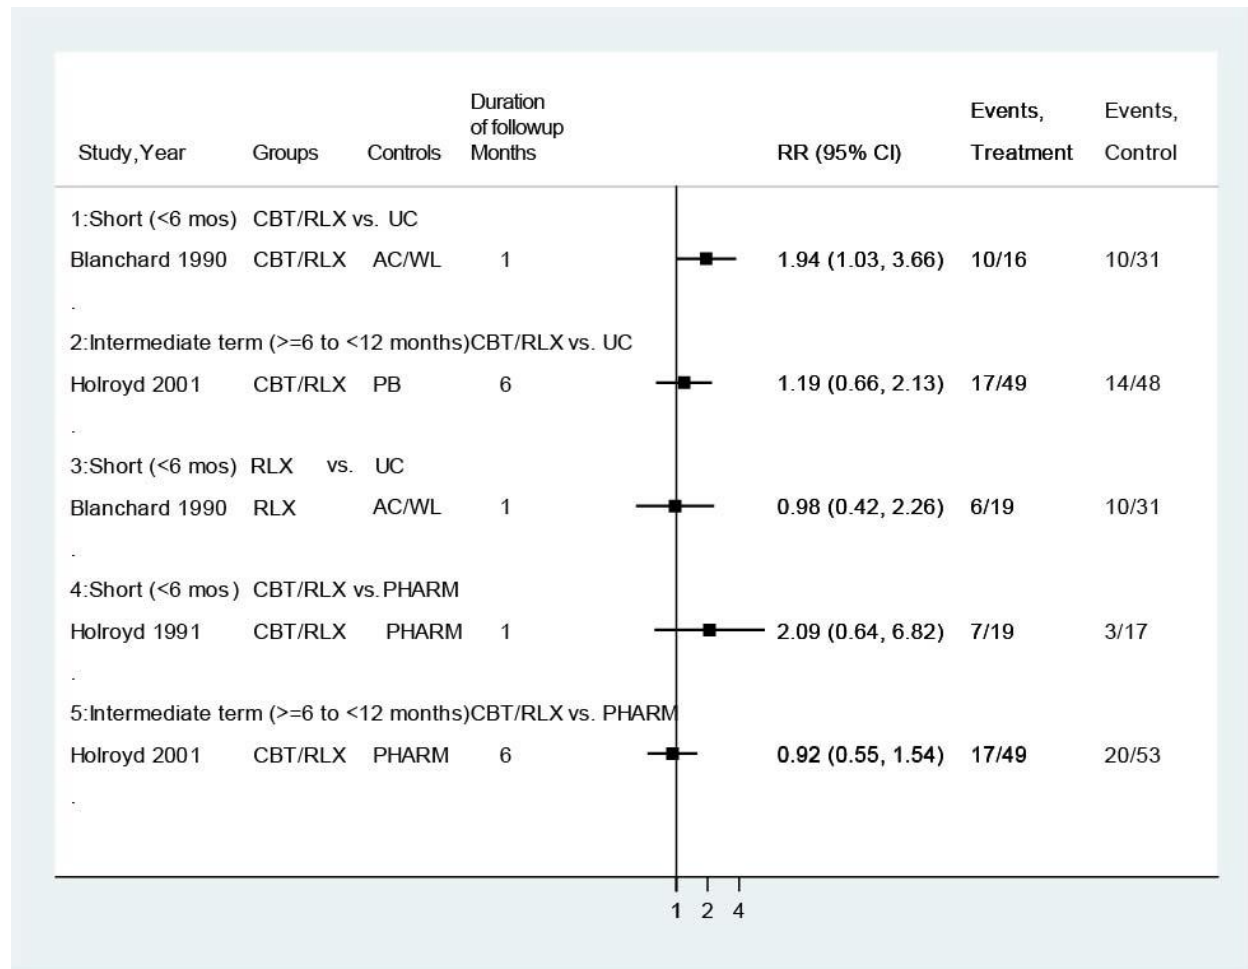 Duration
of followup
Events, Events,
Study,Year Groups Controls Months RR (95% CI) Treatment Control
1:Short (<6 mos) CBT/RLX vs. UC
Blanchard 1990 CBT/RLX AC/WL 1 1.94 (1.03, 3.66) 10/16 10/31
.
2:Intermediate term (>=6 to <12 months)CBT/RLX vs. UC
Holroyd 2001 CBT/RLX PB 6 1.19 (0.66, 2.13) 17/49 14/48
.
3:Short (<6 mos) RLX vs. UC
Blanchard 1990 RLX AC/WL 1 0.98 (0.42, 2.26) 6/19 10/31
.
4:Short (<6 mos) CBT/RLX vs. PHARM
Holroyd 1991 CBT/RLX PHARM 1 2.09 (0.64, 6.82) 7/19 3/17
.
5:Intermediate term (>=6 to <12 months)CBT/RLX vs. PHARM
Holroyd 2001 CBT/RLX PHARM 6 0.92 (0.55, 1.54) 17/49 20/53
.
1 2 4